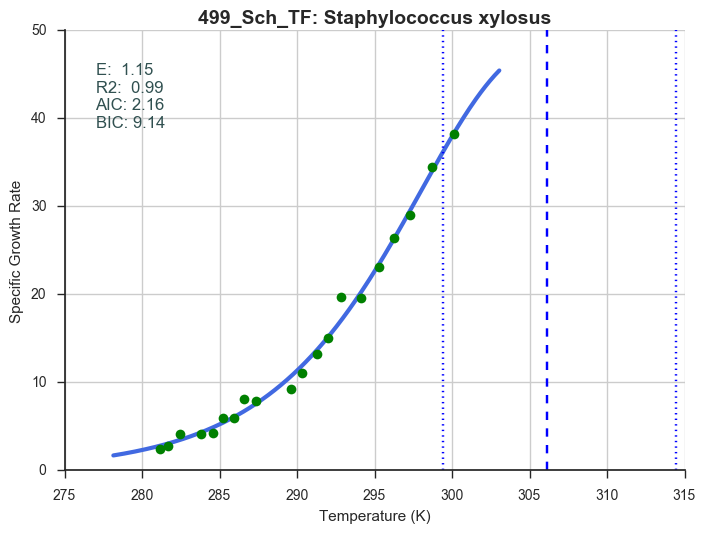 499_Sch_TF: Staphylococcus xylosus
50
40
30
20
10
0
E:  1.15
R2:  0.99
AIC: 2.16
BIC: 9.14
Specific Growth Rate
275 280 285 290 295 300 305 310 315
Temperature (K)